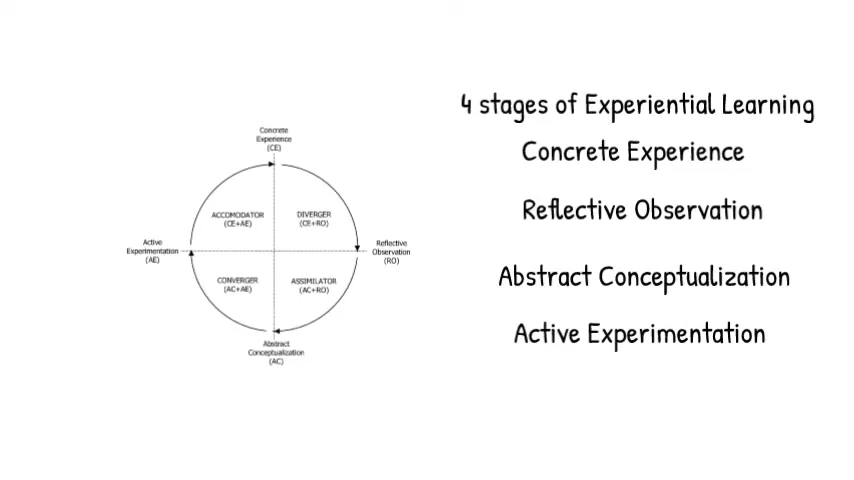 4 stages of Experiential Learning
Concrete Experience
Reflective Observation
Abstract Conceptualization
Active Experimentation
Concrete
Experience
(CE)
ACCOMODATOR
(CE+AE)
DIVERGER
(CE+RO)
Active
Experimentation
(AE)
Reflective
Observation
(RO)
CONVERGER
(AC+AE)
ASSIMILATOR
(AC+RO)
Abstract
Conceptualization
(AC)